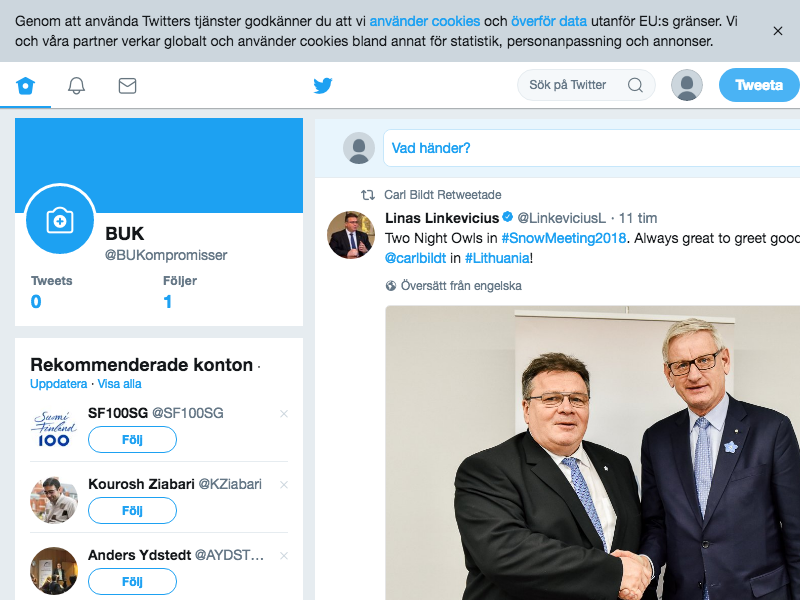 Genom att använda Twitters tjänster godkänner du att vi använder cookies och överför data utanför EU:s gränser. Vi
och våra partner verkar globalt och använder cookies bland annat för statistik, personanpassning och annonser.
Sök på Twitter
Tweeta
BUK
@BUKompromisser
Tweets Följer
0 1
Rekommenderade konton ·
Uppdatera · Visa alla
Suomi
Finland
100
SF100SG @SF100SG
Följ
Kourosh Ziabari @KZiabari
Följ
Anders Ydstedt @AYDST…
Följ
Vad händer?
Carl Bildt Retweetade
Linas Linkevicius @LinkeviciusL · 11 tim
Two Night Owls in #SnowMeeting2018. Always great to greet good
@carlbildt in #Lithuania!
Översätt från engelska